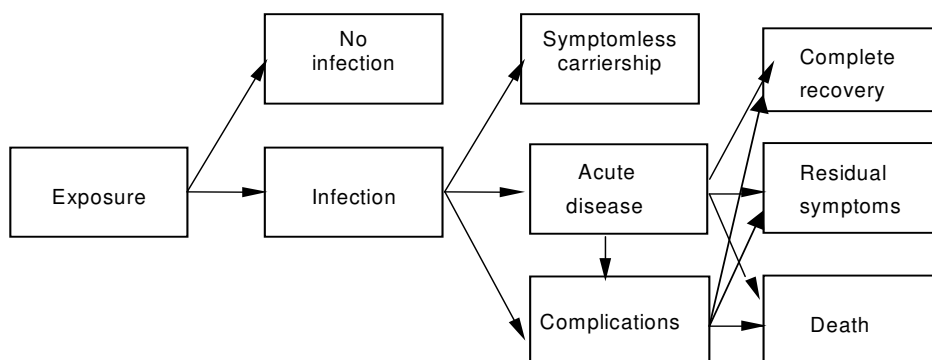 No
infection
Symptomless
carriership
Complete
recovery
Exposure
Infection
Acute
disease
Residual
symptoms
Complications
Death